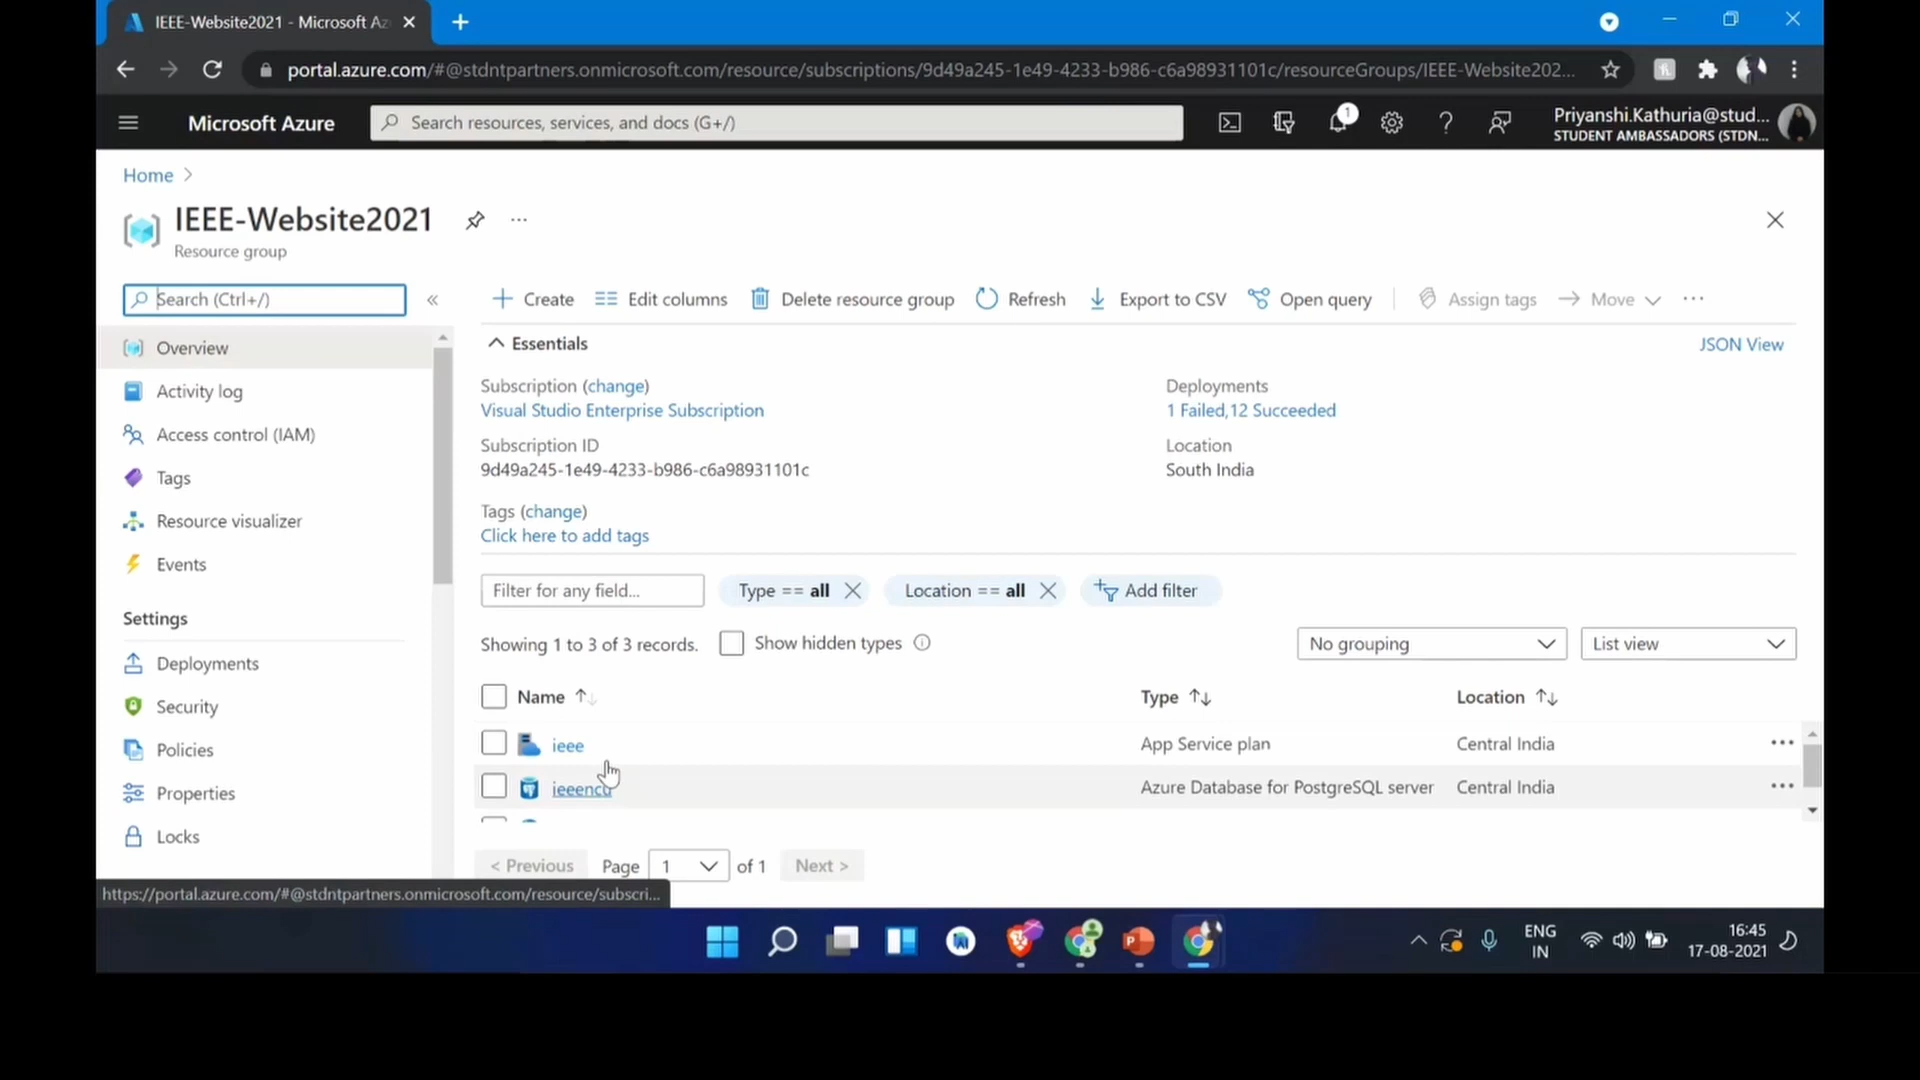 IEEE-Website2021 - Microsoft Az
portal.azure.com/#@stdntpartners.onmicrosoft.com/resource/subscriptions/9d49a245-1e49-4233-b986-c6a98931101c/resourceGroups/IEEE-Website202...
Microsoft Azure
Search resources, services, and docs (G+/)
1
Priyanshi.Kathuria@stud...
STUDENT AMBASSADORS (STDN...
Home >
IEEE-Website2021
Resource group
Search (Ctrl+/)
«
Create
Edit columns
Delete resource group
Refresh
Export to CSV
Open query
Assign tags
Move
Overview
Activity log
Access control (IAM)
Tags
Resource visualizer
Events
Settings
Deployments
Security
Policies
Properties
Locks
Essentials
JSON View
Subscription (change)
Visual Studio Enterprise Subscription
Deployments
1 Failed,12 Succeeded
Subscription ID
9d49a245-1e49-4233-b986-c6a98931101c
Location
South India
Tags (change)
Click here to add tags
Filter for any field...
Type == all
Location == all
Add filter
Showing 1 to 3 of 3 records.
Show hidden types
No grouping
List view
Name
Type
Location
ieee
App Service plan
Central India
ieeencu
Azure Database for PostgreSQL server
Central India
< Previous
Page
1
of 1
Next >
https://portal.azure.com/#@stdntpartners.onmicrosoft.com/resource/subscri...
ENG
IN
16:45
17-08-2021